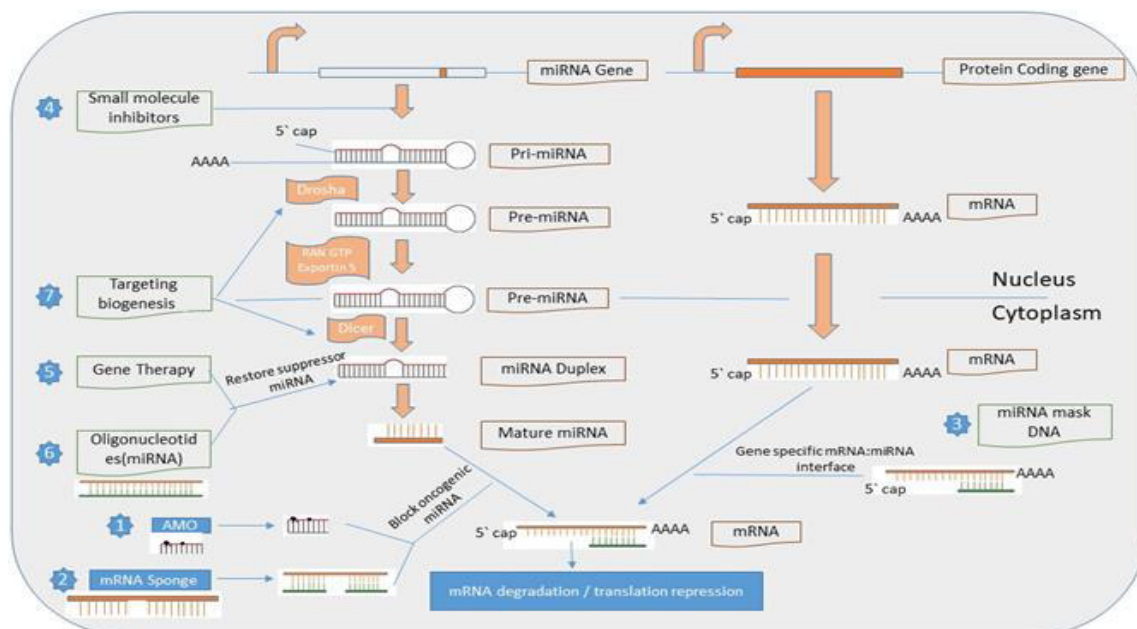 miRNA Gene
Protein Coding gene
4
Small molecule
inhibitors
5` cap
AAAA
Pri-miRNA
Drosha
Pre-miRNA
5` cap
AAAA
mRNA
RAN GTP
Exportin 5
7
Targeting
biogenesis
Pre-miRNA
Nucleus
Cytoplasm
Dicer
5
Gene Therapy
Restore suppressor
miRNA
miRNA Duplex
5` cap
AAAA
mRNA
6
Oligonucleotid
es(miRNA)
Mature miRNA
3
miRNA mask
DNA
Gene specific mRNA:miRNA
interface
AAAA
5` cap
1
AMO
Block oncogenic
miRNA
5` cap
AAAA
mRNA
2
mRNA Sponge
mRNA degradation / translation repression